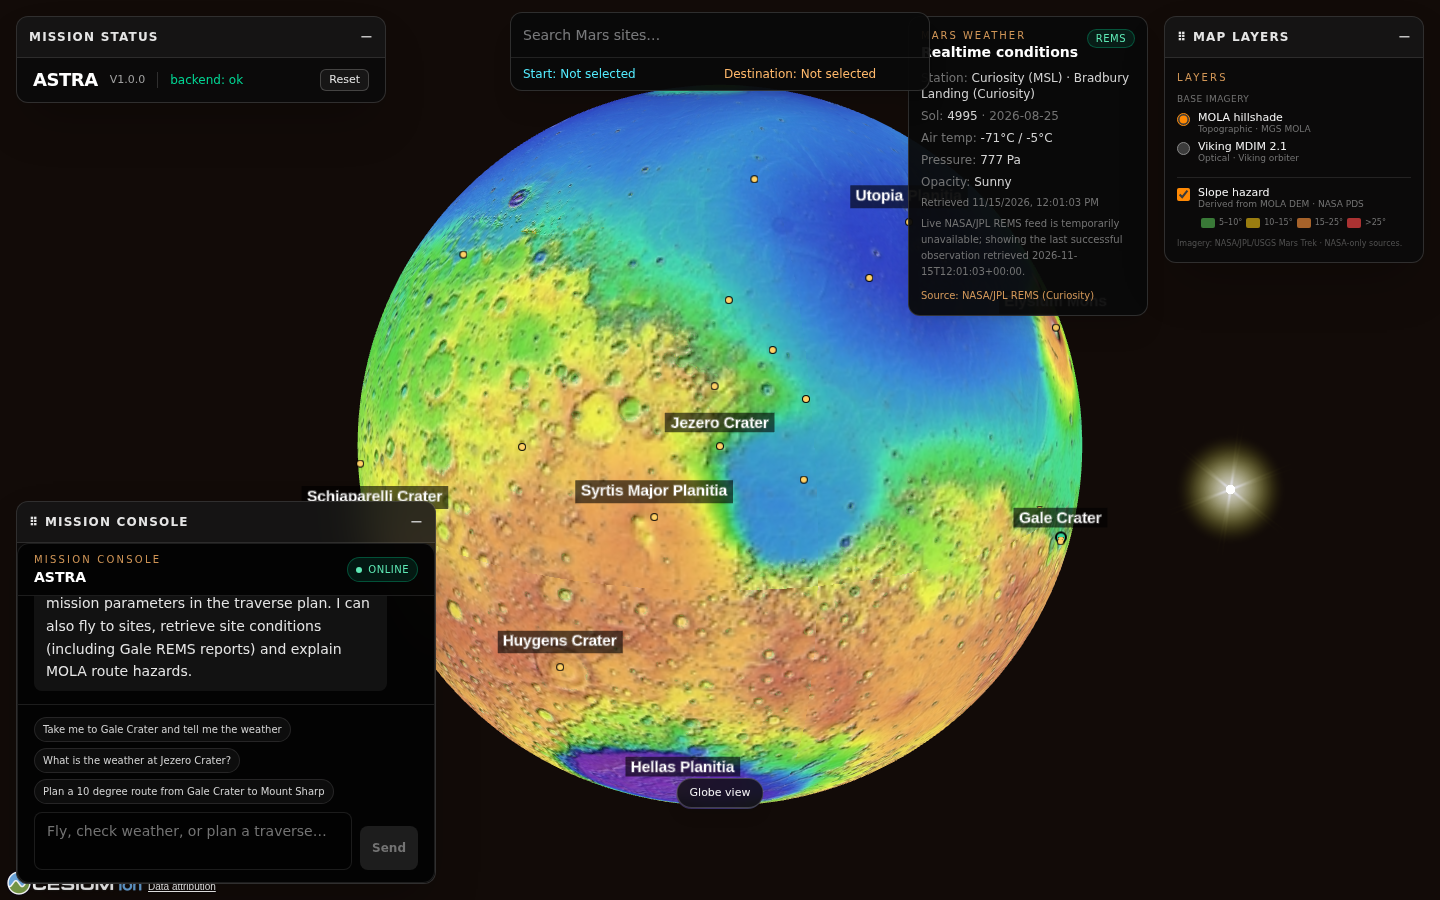 MISSION STATUS
ASTRA V1.0.0 backend: ok Reset
Search Mars sites...
Start: Not selected Destination: Not selected
ARS WEATHER
REMS
Realtime conditions
Station: Curiosity (MSL) · Bradbury
Landing (Curiosity)
Sol: 4995 · 2026-08-25
Air temp: -71°C / -5°C
Pressure: 777 Pa
Opacity: Sunny
Retrieved 11/15/2026, 12:01:03 PM
Live NASA/JPL REMS feed is temporarily
unavailable; showing the last successful
observation retrieved 2026-11-
15T12:01:03+00:00.
Source: NASA/JPL REMS (Curiosity)
MAP LAYERS
LAYERS
BASE IMAGERY
MOLA hillshade
Topographic · MGS MOLA
Viking MDIM 2.1
Optical · Viking orbiter
Slope hazard
Derived from MOLA DEM · NASA PDS
5–10° 10–15° 15–25° >25°
Imagery: NASA/JPL/USGS Mars Trek · NASA-only sources.
Utopia Planitia
Jezero Crater
Syrtis Major Planitia
Schiaparelli Crater
Gale Crater
Huygens Crater
Hellas Planitia
Globe view
MISSION CONSOLE
MISSION CONSOLE
ASTRA
ONLINE
mission parameters in the traverse plan. I can
also fly to sites, retrieve site conditions
(including Gale REMS reports) and explain
MOLA route hazards.
Take me to Gale Crater and tell me the weather
What is the weather at Jezero Crater?
Plan a 10 degree route from Gale Crater to Mount Sharp
Fly, check weather, or plan a traverse...
Send
CESIUM ion Data attribution